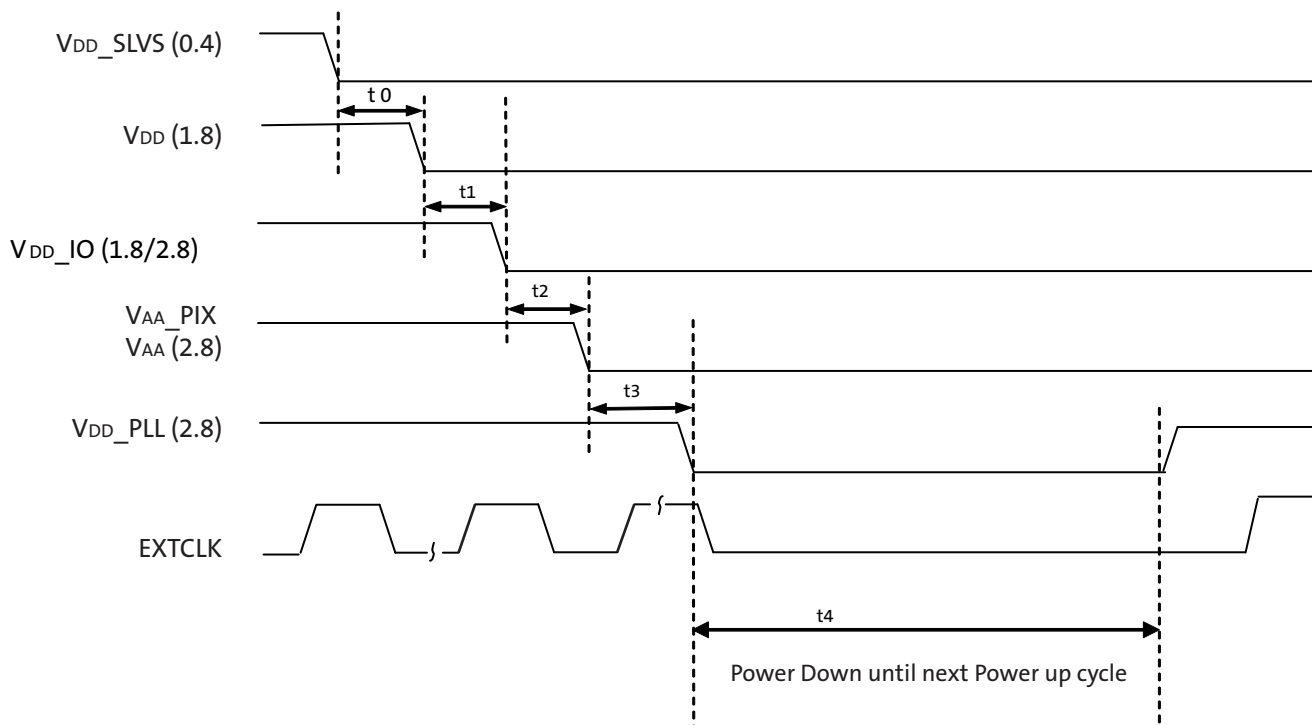 VDD_SLVS (0.4)
t 0
VDD (1.8)
t1
VDD_IO (1.8/2.8)
t2
VAA_PIX
VAA (2.8)
t3
VDD_PLL (2.8)
EXTCLK
t4
Power Down until next Power up cycle